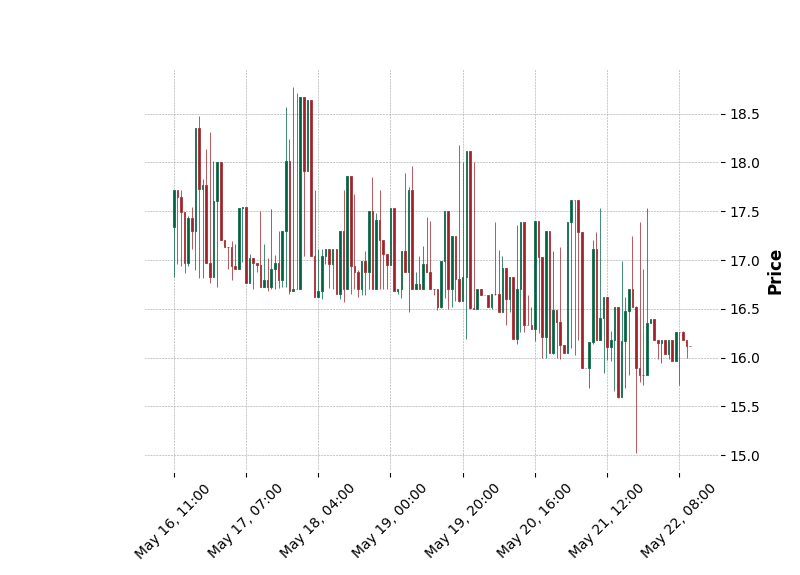 18.5
18.0
17.5
17.0
16.5
16.0
15.5
15.0
Price
May 16, 11:00
May 17, 07:00
May 18, 04:00
May 19, 00:00
May 19, 20:00
May 20, 16:00
May 21, 12:00
May 22, 08:00